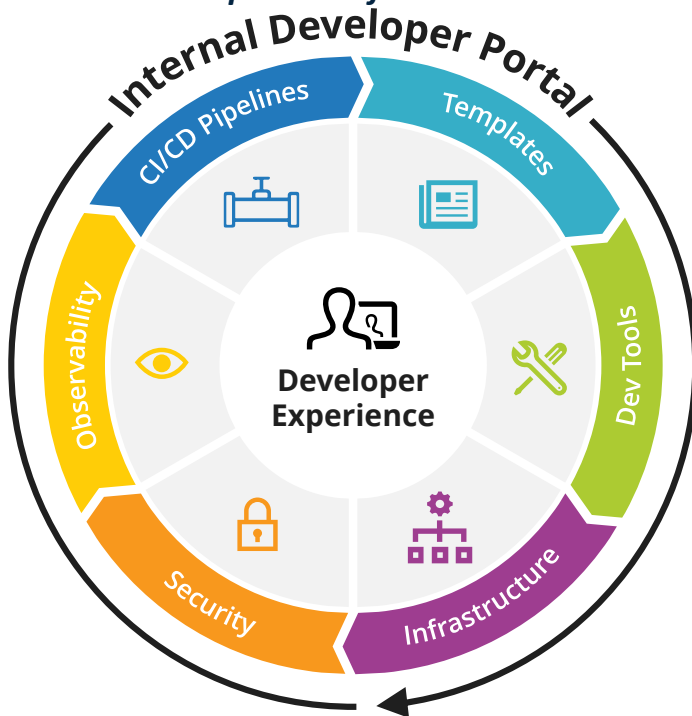 Internal Developer Portal
CI/CD Pipelines
Templates
Dev Tools
Infrastructure
Security
Observability
Developer
Experience